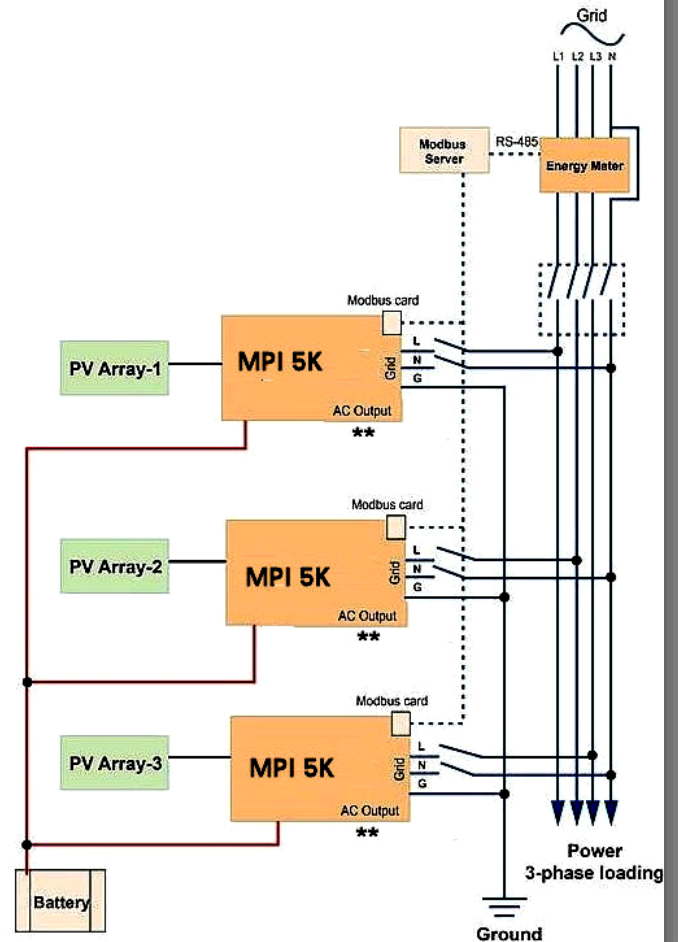 Grid
L1 L2 L3 N
Modbus
Server
RS-485
Energy Meter
Modbus card
PV Array-1
MPI 5K
L
N
G
Grid
AC Output
**
Modbus card
PV Array-2
MPI 5K
L
N
G
Grid
AC Output
**
Modbus card
PV Array-3
MPI 5K
L
N
G
Grid
AC Output
**
Power
3-phase loading
Battery
Ground